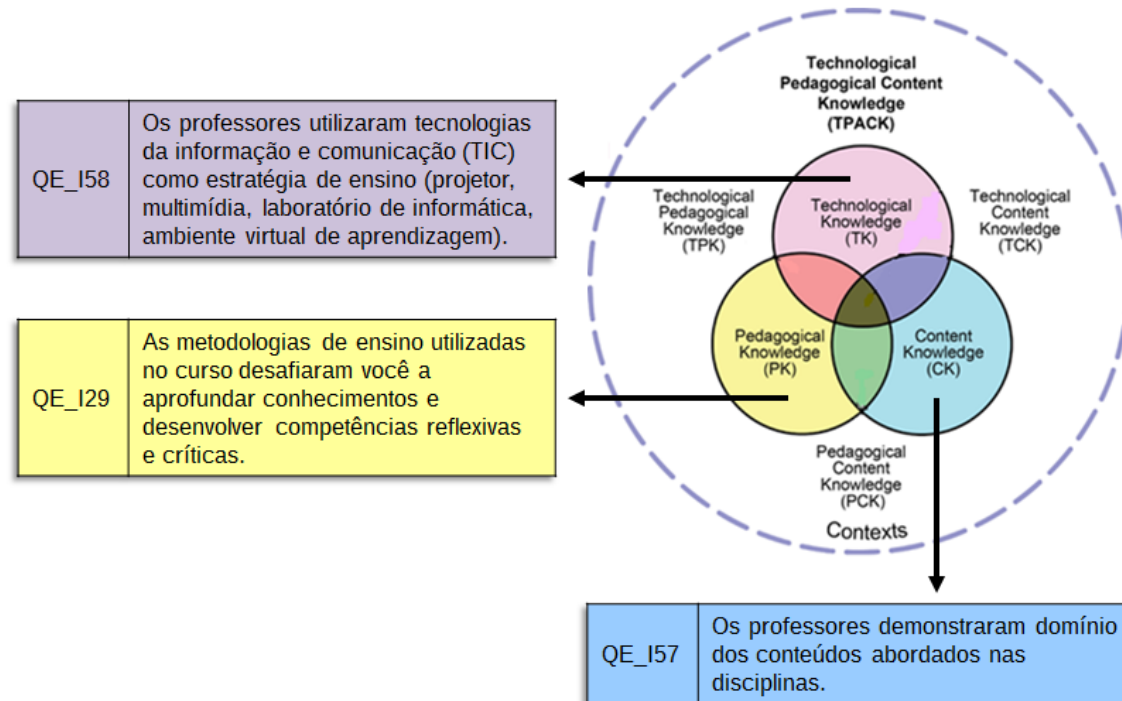 Technological
Pedagogical Content
Knowledge
(TPACK)
QE_I58
Os professores utilizaram tecnologias
da informação e comunicação (TIC)
como estratégia de ensino (projetor,
multimídia, laboratório de informática,
ambiente virtual de aprendizagem).
Technological
Pedagogical
Knowledge
(TPK)
Technological
Knowledge
(TK)
Technological
Content
Knowledge
(TCK)
QE_I29
As metodologias de ensino utilizadas
no curso desafiaram você a
aprofundar conhecimentos e
desenvolver competências reflexivas
e críticas.
Pedagogical
Knowledge
(PK)
Content
Knowledge
(CK)
Pedagogical
Content
Knowledge
(PCK)
Contexts
QE_I57
Os professores demonstraram domínio
dos conteúdos abordados nas
disciplinas.